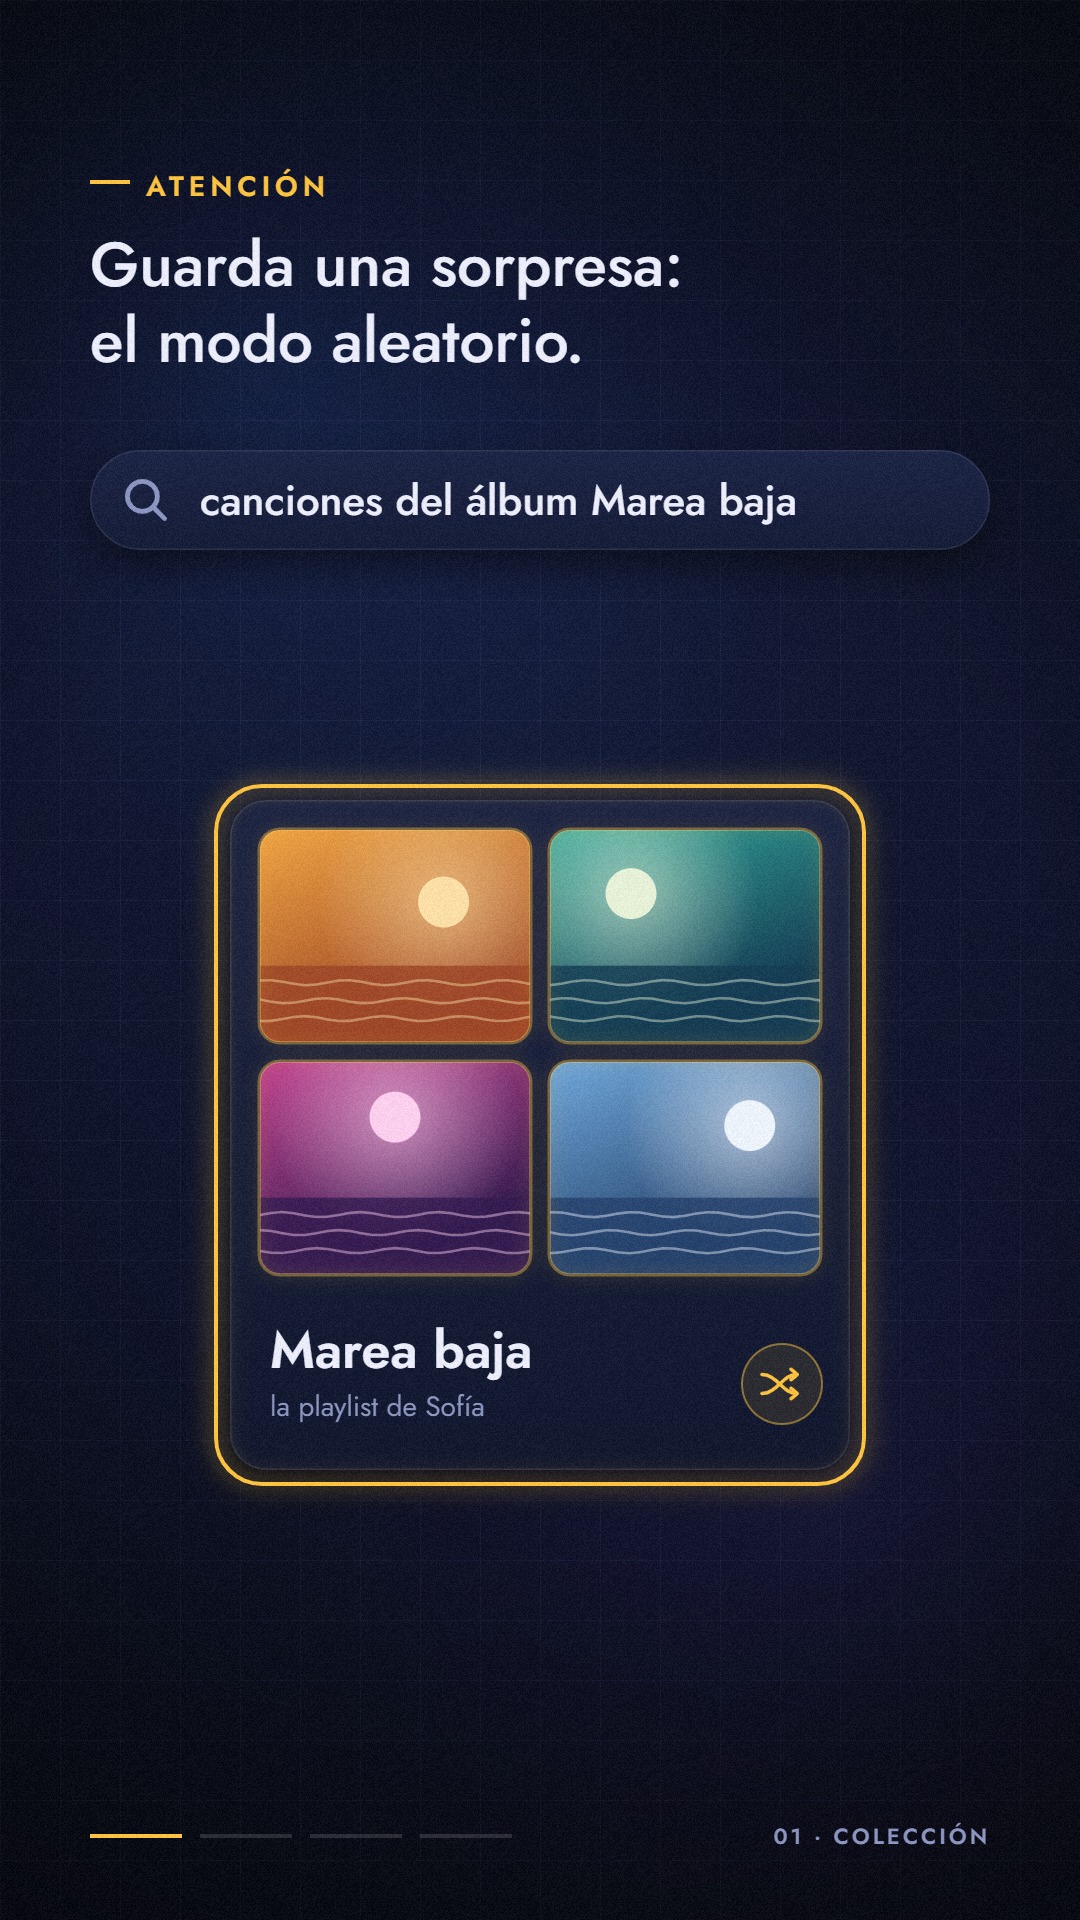 ATENCIÓN
Guarda una sorpresa:
el modo aleatorio.
canciones del álbum Marea baja
Marea baja
la playlist de Sofía
01 · COLECCIÓN